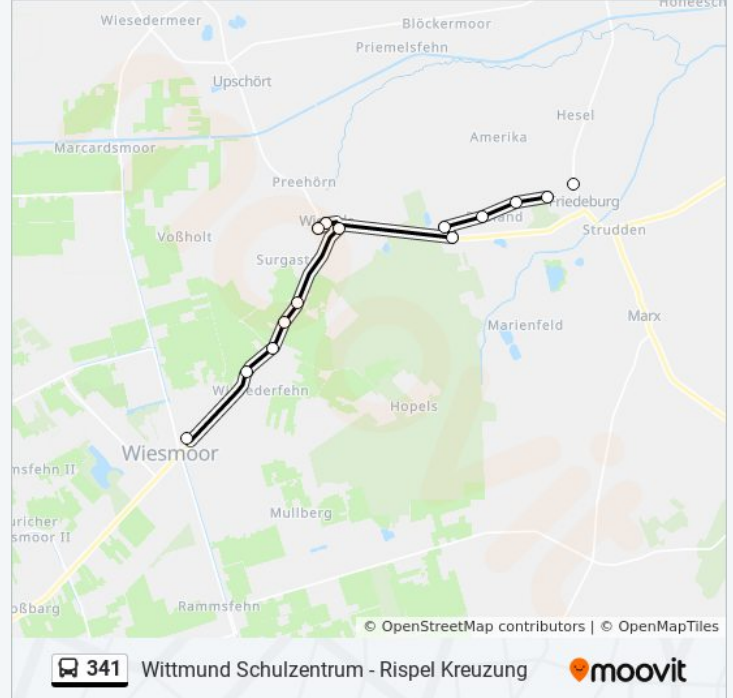 Honeesch
Wiesedermeer
Blöckermoor
Priemelsfehn
Upschört
Hesel
Amerika
Marcardsmoor
Preehörn
Friedeburg
Strudden
Voßholt
Surgast
Marx
Marienfeld
Hopels
Wiesmoor
msfehn II
Mullberg
uricher
smoor II
oßbarg
Rammsfehn
© OpenStreetMap contributors | © OpenMapTiles
341 Wittmund Schulzentrum - Rispel Kreuzung moovit